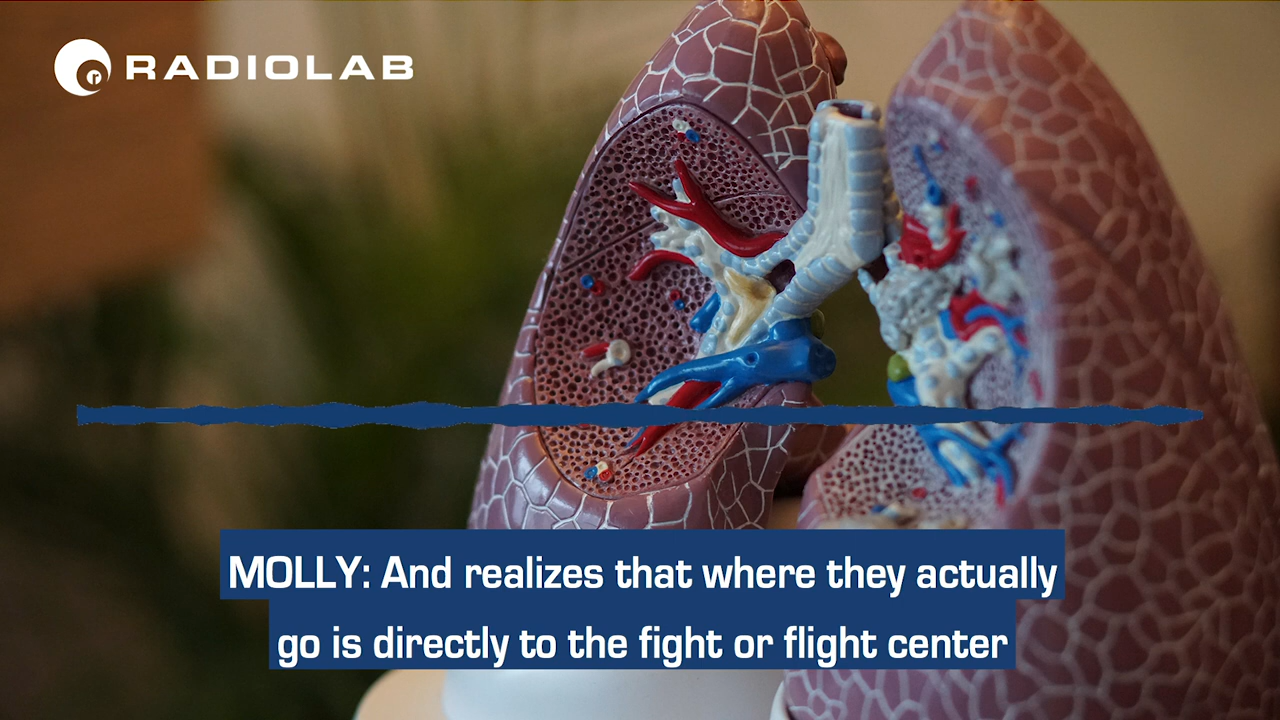 RADIOLAB
MOLLY: And realizes that where they actually
go is directly to the fight or flight center